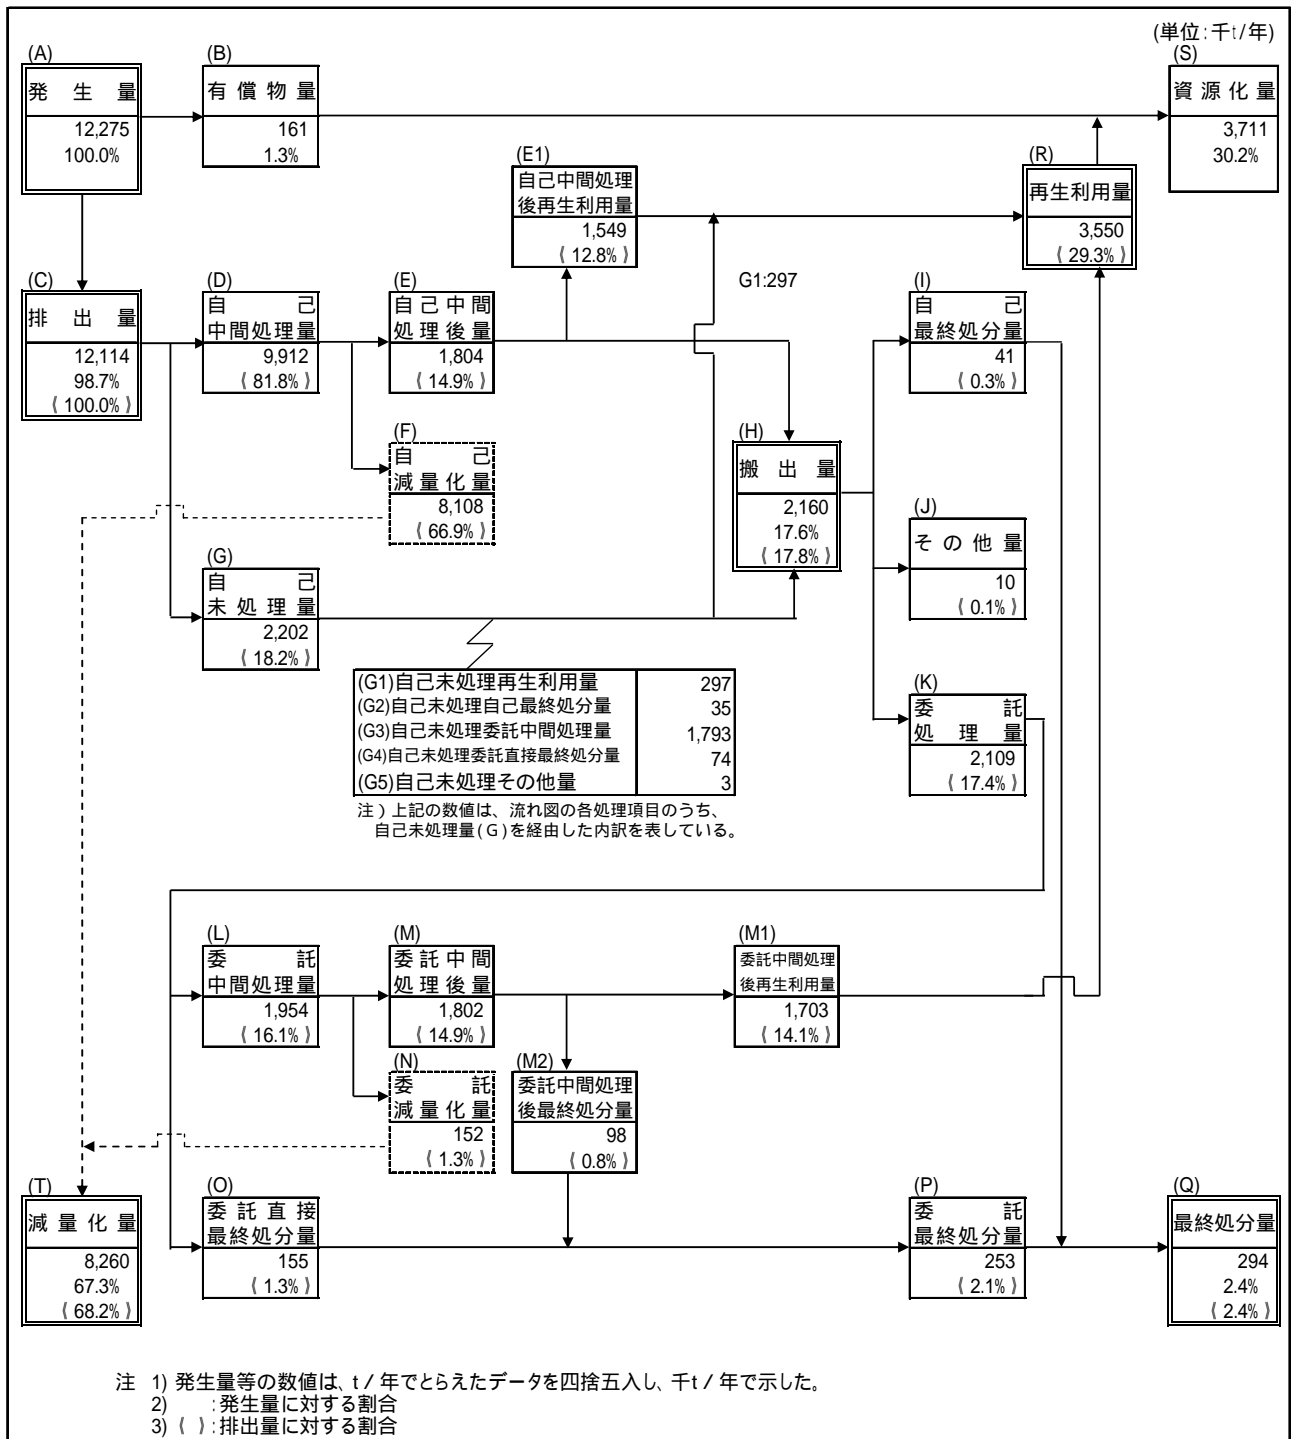 (単位:千t/年)
(A)
発生量
12,275
100.0%
(B)
有償物量
161
1.3%
(S)
資源化量
3,711
30.2%
(E1)
自己中間処理
後再生利用量
1,549
( 12.8% )
(R)
再生利用量
3,550
( 29.3% )
G1:297
(C)
排出量
12,114
98.7%
( 100.0% )
(D)
自己
中間処理量
9,912
( 81.8% )
(E)
自己中間
処理後量
1,804
( 14.9% )
(I)
自己
最終処分量
41
( 0.3% )
(F)
自己
減量化量
8,108
( 66.9% )
(H)
搬出量
2,160
17.6%
( 17.8% )
(J)
その他量
10
( 0.1% )
(G)
自己
未処理量
2,202
( 18.2% )
(G1)自己未処理再生利用量 297
(G2)自己未処理自己最終処分量 35
(G3)自己未処理委託中間処理量 1,793
(G4)自己未処理委託直接最終処分量 74
(G5)自己未処理その他量 3
注)上記の数値は、流れ図の各処理項目のうち、
自己未処理量(G)を経由した内訳を表している。
(K)
委託
処理量
2,109
( 17.4% )
(L)
委託
中間処理量
1,954
( 16.1% )
(M)
委託中間
処理後量
1,802
( 14.9% )
(M1)
委託中間処理
後再生利用量
1,703
( 14.1% )
(N)
委託
減量化量
152
( 1.3% )
(M2)
委託中間処理
後最終処分量
98
( 0.8% )
(T)
減量化量
8,260
67.3%
( 68.2% )
(O)
委託直接
最終処分量
155
( 1.3% )
(P)
委託
最終処分量
253
( 2.1% )
(Q)
最終処分量
294
2.4%
( 2.4% )
注 1) 発生量等の数値は、t/年でとらえたデータを四捨五入し、千t/年で示した。
2) :発生量に対する割合
3) ( ):排出量に対する割合